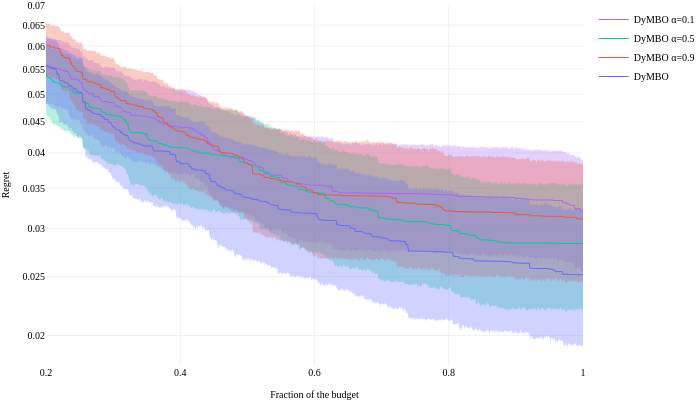 0.07
0.065
0.06
0.055
0.05
0.045
0.04
0.035
0.03
0.025
0.02
Regret
0.2 0.4 0.6 0.8 1
Fraction of the budget
DyMBO α=0.1
DyMBO α=0.5
DyMBO α=0.9
DyMBO